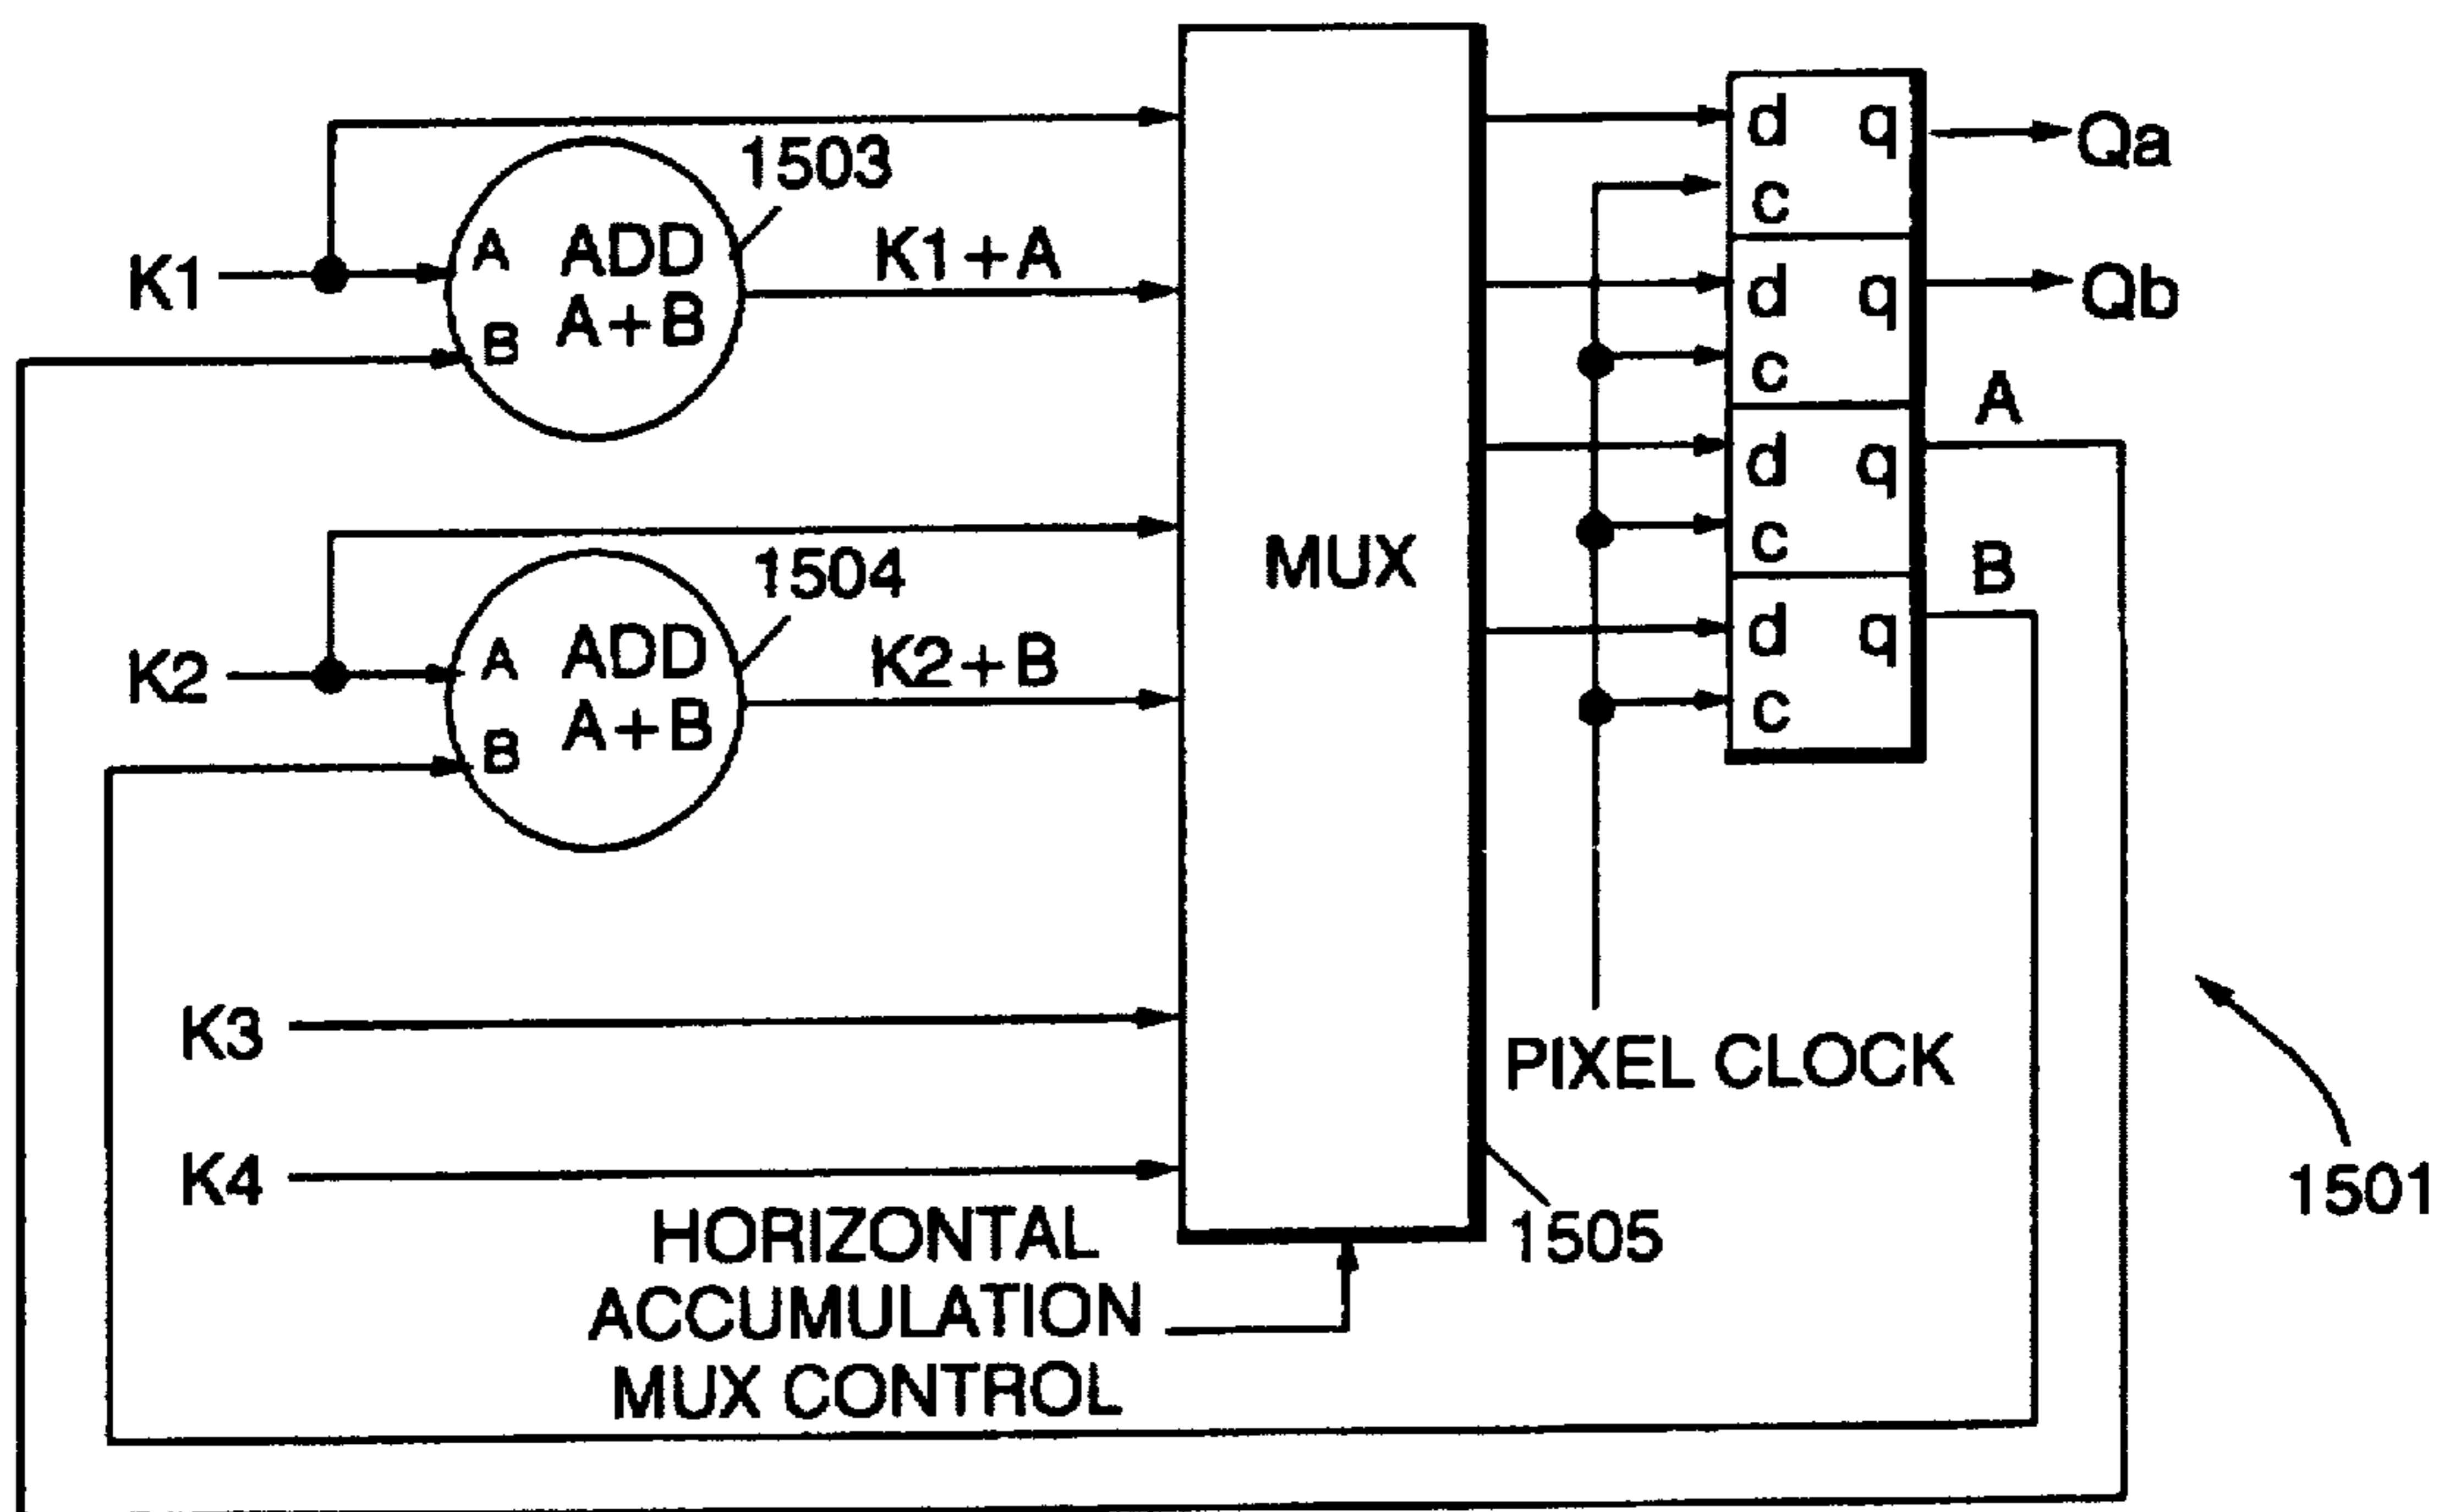 1503
K1
A ADD
A+B
B
K1+A
1504
K2
A ADD
A+B
B
K2+B
K3
K4
HORIZONTAL
ACCUMULATION
MUX CONTROL
MUX
1505
d q
c
d q
c
d q
c
d q
c
Qa
Qb
A
B
PIXEL CLOCK
1501